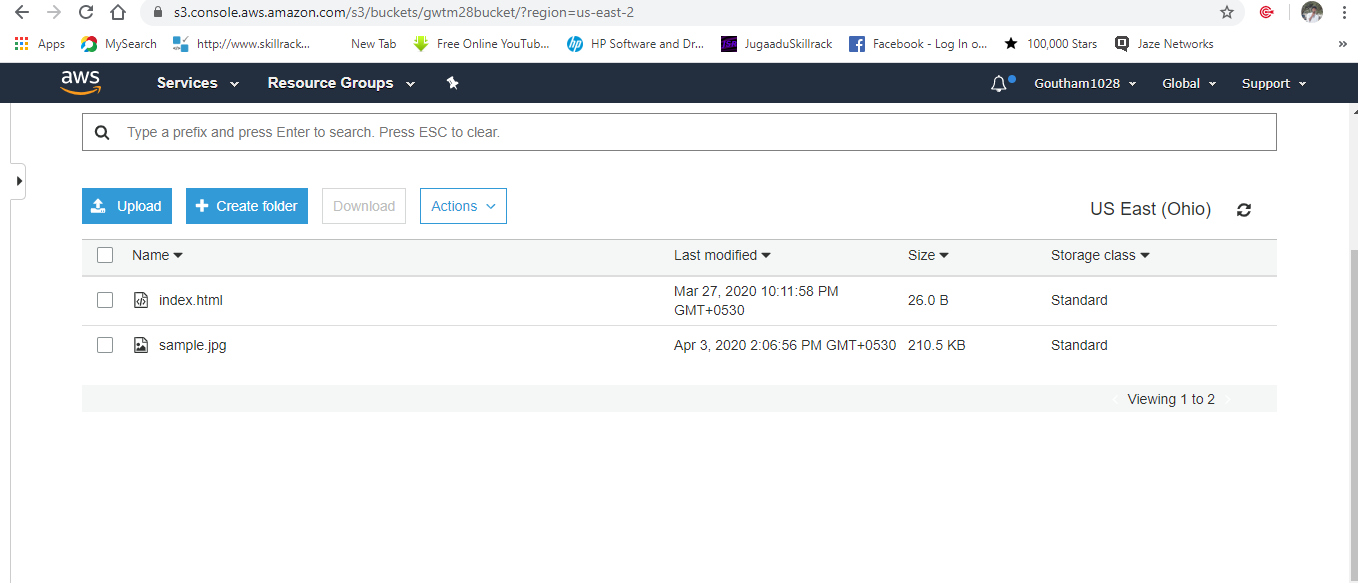 s3.console.aws.amazon.com/s3/buckets/gwtm28bucket/?region=us-east-2
Apps MySearch http://www.skillrack... New Tab Free Online YouTub... HP Software and Dr... JugaaduSkillrack Facebook - Log In o... 100,000 Stars Jaze Networks »
aws Services Resource Groups Goutham1028 Global Support
Type a prefix and press Enter to search. Press ESC to clear.
Upload Create folder Download Actions US East (Ohio)
Name Last modified Size Storage class
index.html Mar 27, 2020 10:11:58 PM GMT+0530 26.0 B Standard
sample.jpg Apr 3, 2020 2:06:56 PM GMT+0530 210.5 KB Standard
Viewing 1 to 2